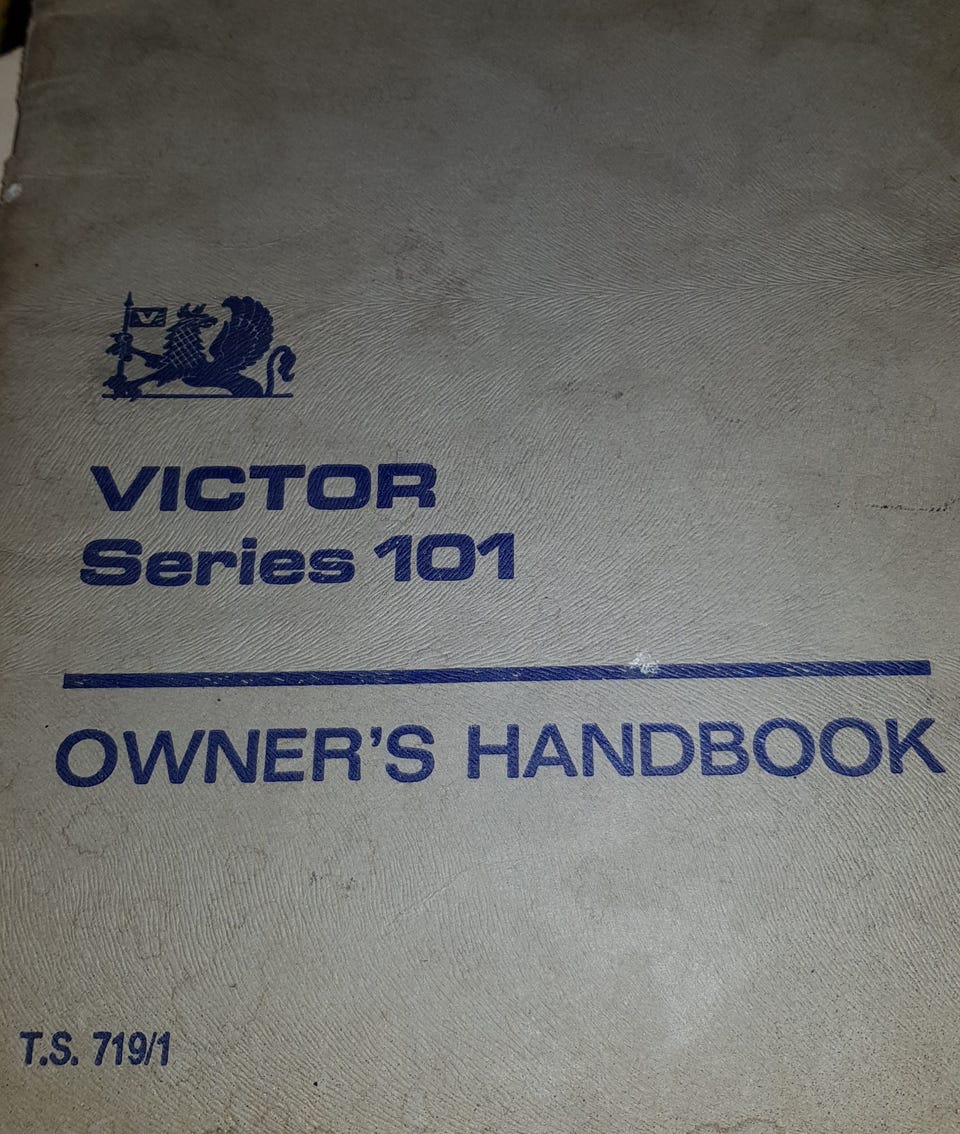 V
VICTOR
Series 101
OWNER'S HANDBOOK
T.S. 719/1